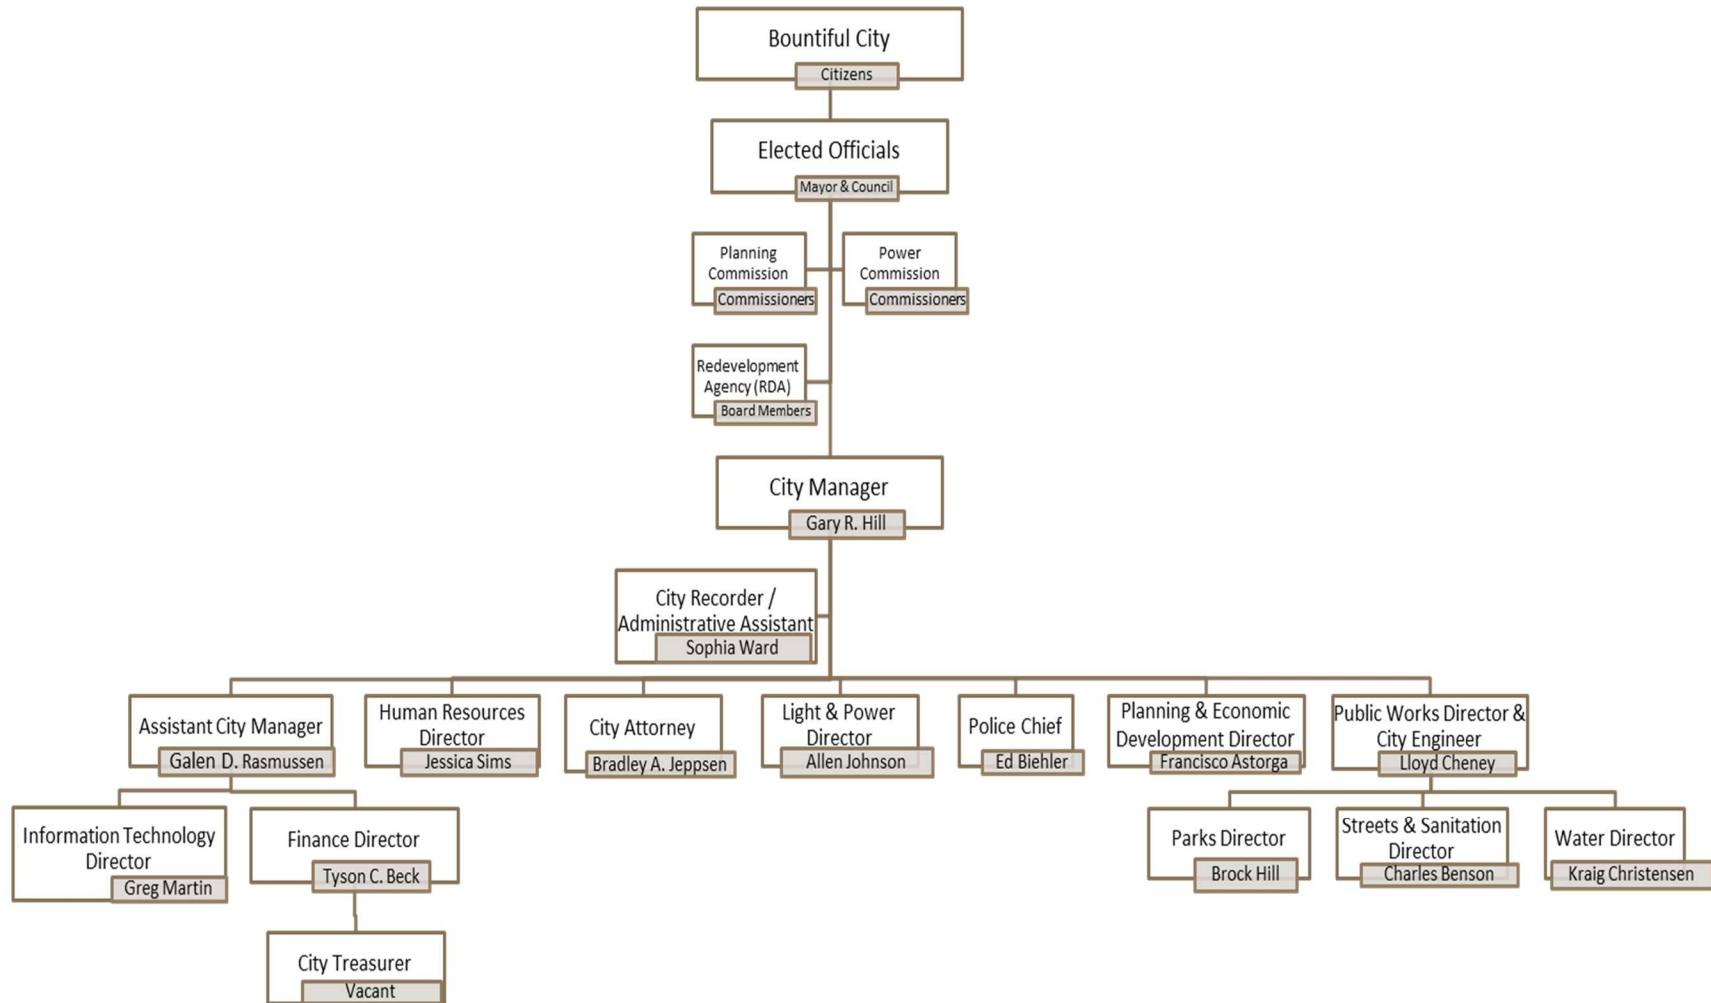 Bountiful City
Citizens
Elected Officials
Mayor & Council
Planning
Commission
Commissioners
Power
Commission
Commissioners
Redevelopment
Agency (RDA)
Board Members
City Manager
Gary R. Hill
City Recorder /
Administrative Assistant
Sophia Ward
Assistant City Manager
Galen D. Rasmussen
Human Resources
Director
Jessica Sims
City Attorney
Bradley A. Jeppsen
Light & Power
Director
Allen Johnson
Police Chief
Ed Biehler
Planning & Economic
Development Director
Francisco Astorga
Public Works Director &
City Engineer
Lloyd Cheney
Information Technology
Director
Greg Martin
Finance Director
Tyson C. Beck
Parks Director
Brock Hill
Streets & Sanitation
Director
Charles Benson
Water Director
Kraig Christensen
City Treasurer
Vacant